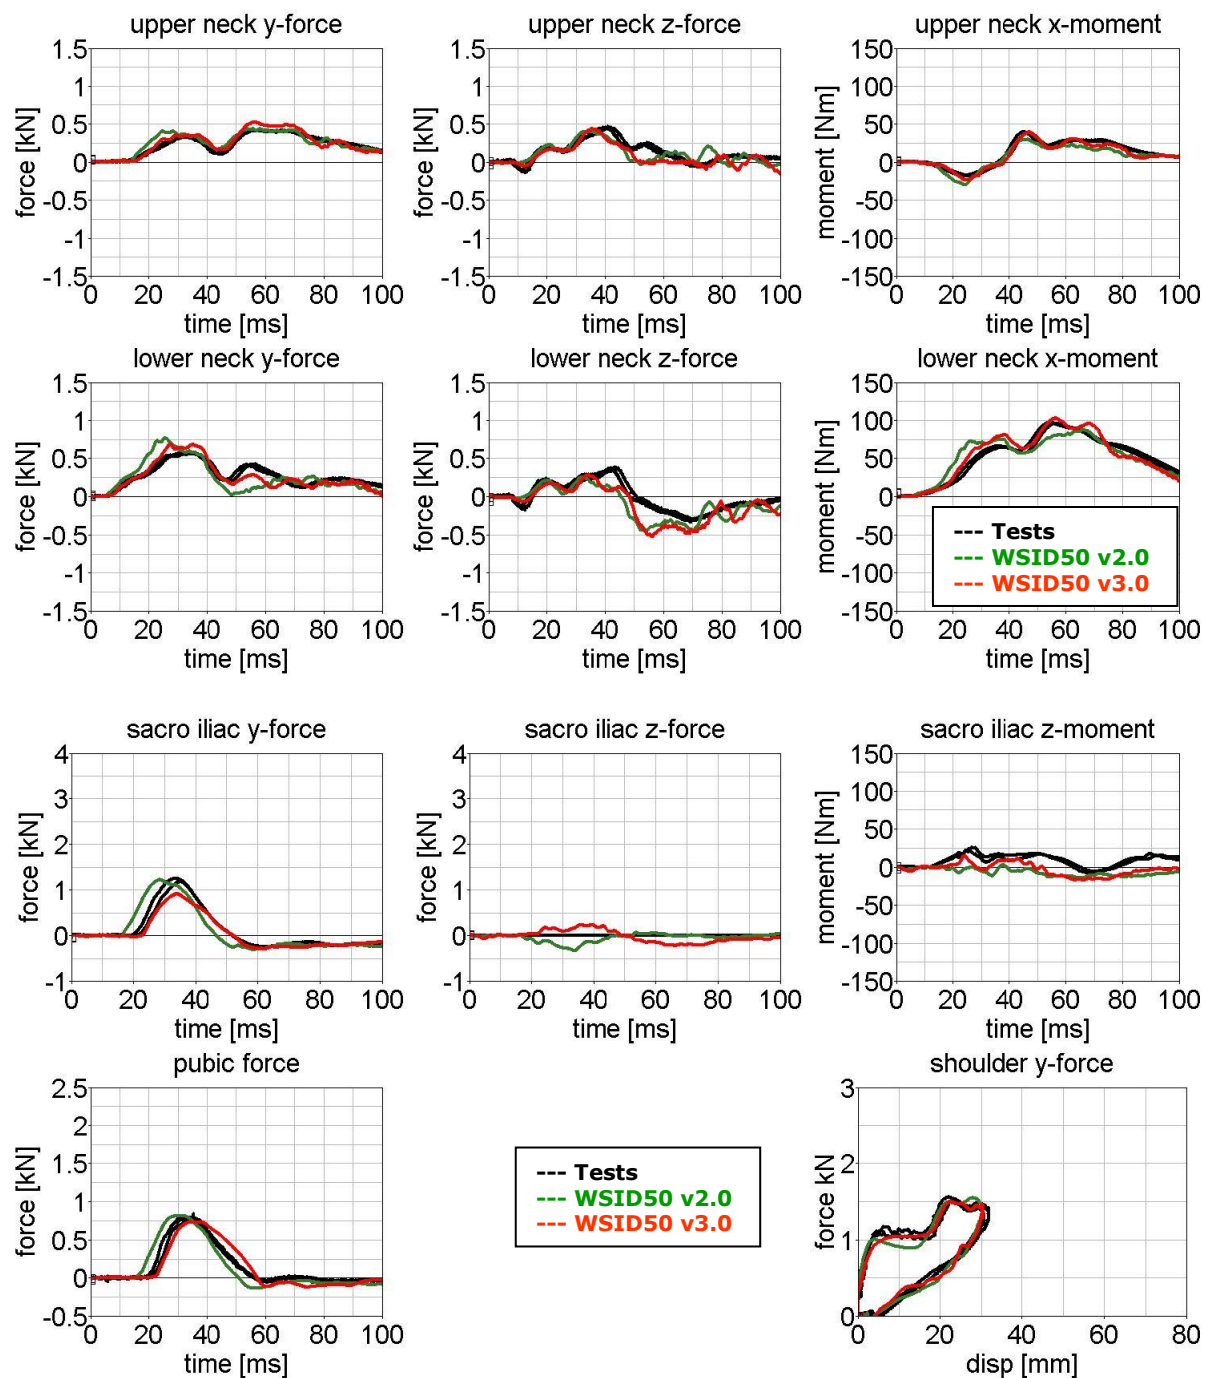 upper neck y-force
upper neck z-force
upper neck x-moment
force [kN]
1.5
1
0.5
0
-0.5
-1
-1.5
0 20 40 60 80 100
time [ms]
force [kN]
1.5
1
0.5
0
-0.5
-1
-1.5
0 20 40 60 80 100
time [ms]
moment [Nm]
150
100
50
0
-50
-100
-150
0 20 40 60 80 100
time [ms]
lower neck y-force
lower neck z-force
lower neck x-moment
force [kN]
1.5
1
0.5
0
-0.5
-1
-1.5
0 20 40 60 80 100
time [ms]
force [kN]
1.5
1
0.5
0
-0.5
-1
-1.5
0 20 40 60 80 100
time [ms]
moment [Nm]
150
100
50
0
-50
-100
-150
0 20 40 60 80 100
time [ms]
--- Tests
--- WSID50 v2.0
--- WSID50 v3.0
sacro iliac y-force
sacro iliac z-force
sacro iliac z-moment
force [kN]
4
3
2
1
0
-1
0 20 40 60 80 100
time [ms]
force [kN]
4
3
2
1
0
-1
0 20 40 60 80 100
time [ms]
moment [Nm]
150
100
50
0
-50
-100
-150
0 20 40 60 80 100
time [ms]
pubic force
shoulder y-force
force [kN]
2.5
2
1.5
1
0.5
0
-0.5
0 20 40 60 80 100
time [ms]
--- Tests
--- WSID50 v2.0
--- WSID50 v3.0
force kN
3
2
1
0
0 20 40 60 80
disp [mm]